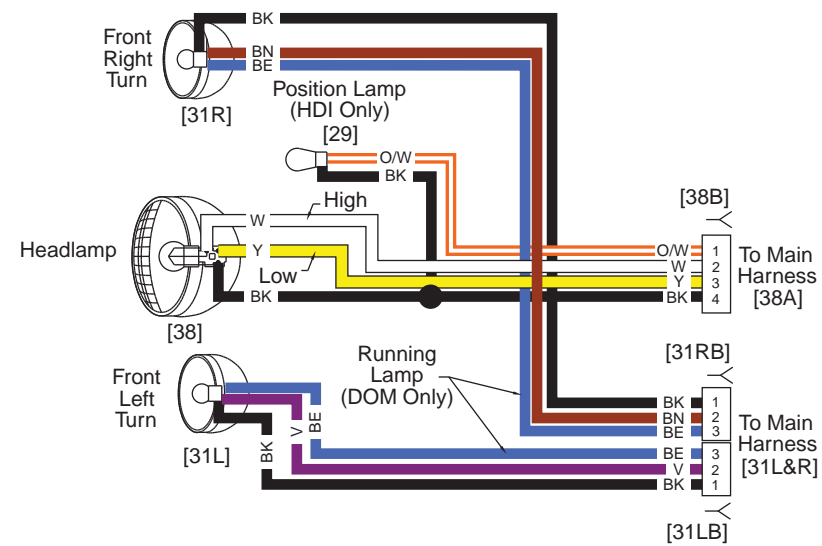 BK
Front
Right
Turn
BN
BE
[31R]
Position Lamp
(HDI Only)
[29]
O/W
BK
[38B]
High
W
Headlamp
Y
Low
BK
[38]
O/W 1
W 2
Y 3
BK 4
To Main
Harness
[38A]
Running
Lamp
(DOM Only)
[31RB]
Front
Left
Turn
[31L]
BK
V
BE
BK 1
BN 2
BE 3
BE 3
V 2
BK 1
To Main
Harness
[31L&R]
[31LB]